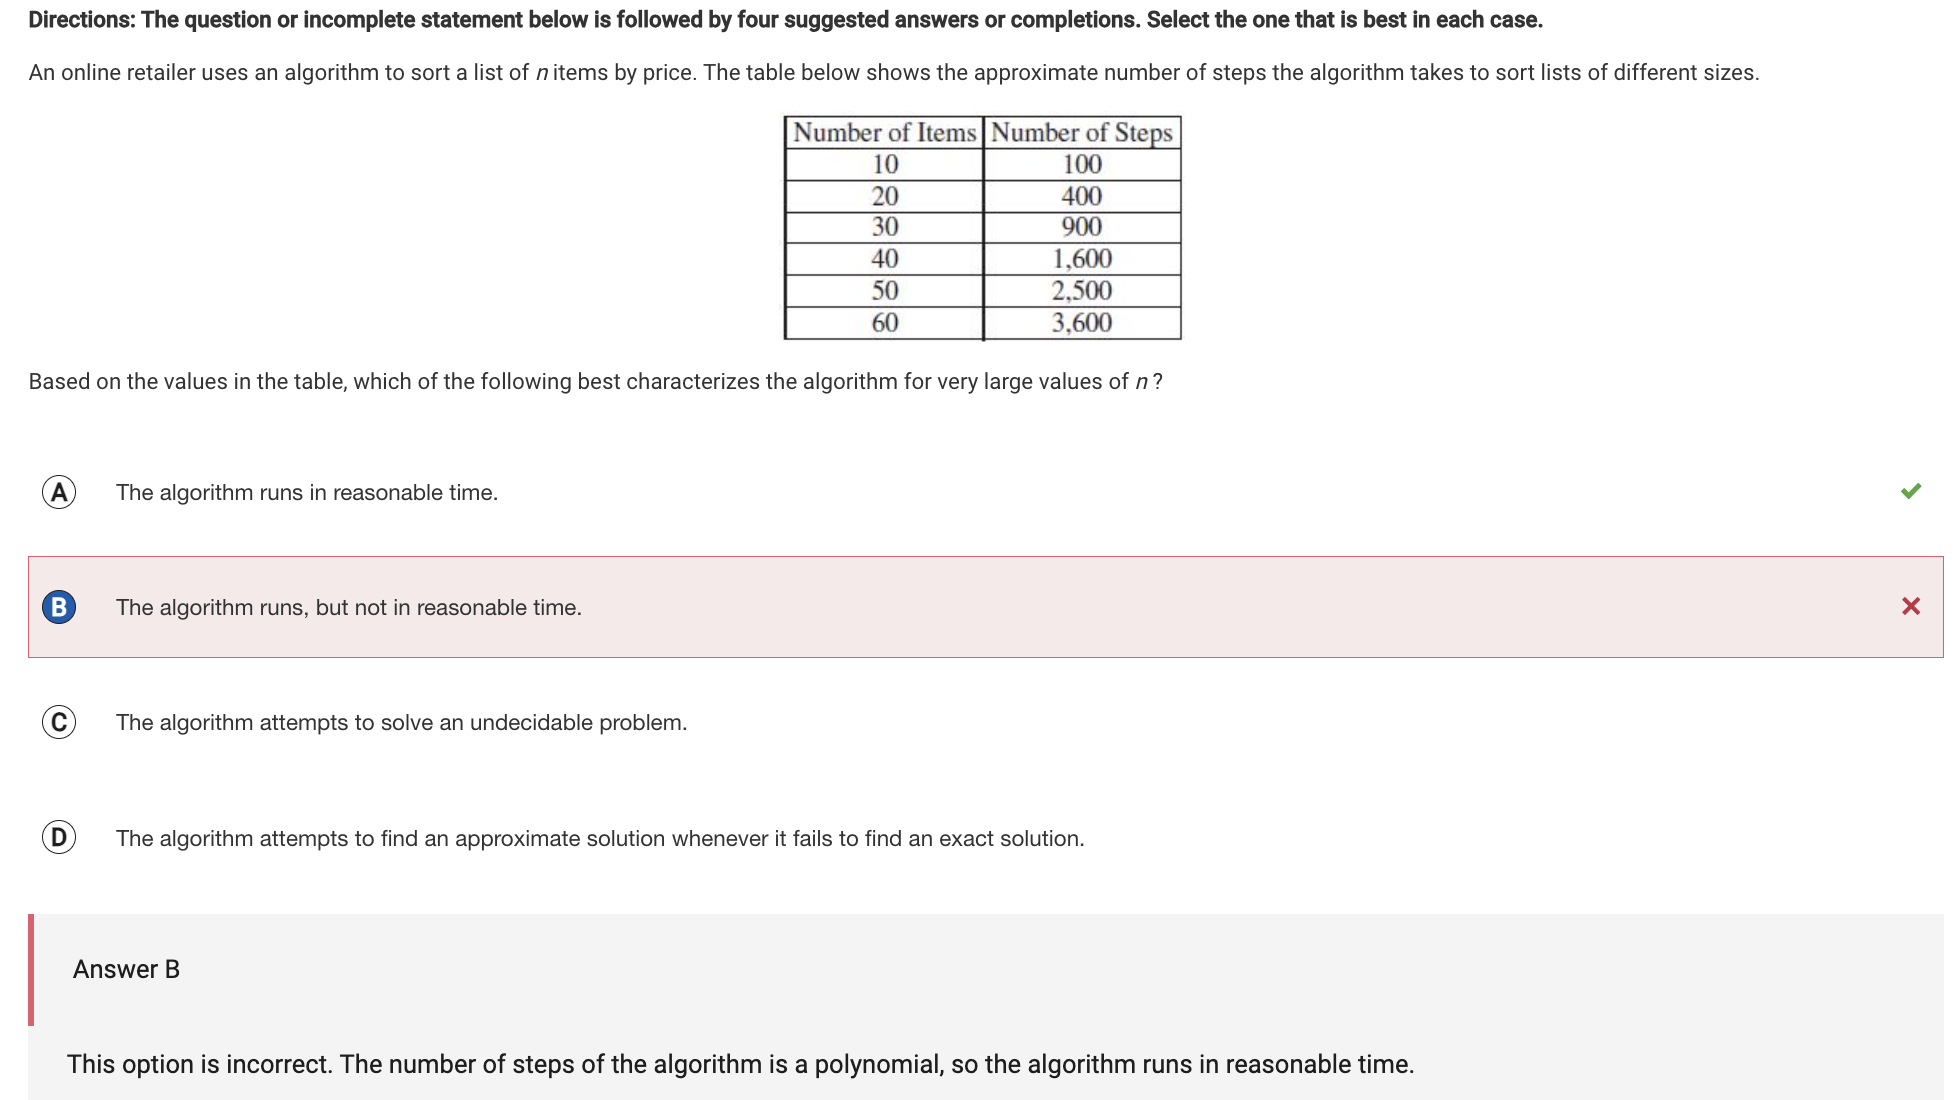 Directions: The question or incomplete statement below is followed by four suggested answers or completions. Select the one that is best in each case.
An online retailer uses an algorithm to sort a list of n items by price. The table below shows the approximate number of steps the algorithm takes to sort lists of different sizes.
Number of Items Number of Steps
10 100
20 400
30 900
40 1,600
50 2,500
60 3,600
Based on the values in the table, which of the following best characterizes the algorithm for very large values of n ?
A The algorithm runs in reasonable time.
B The algorithm runs, but not in reasonable time.
C The algorithm attempts to solve an undecidable problem.
D The algorithm attempts to find an approximate solution whenever it fails to find an exact solution.
Answer B
This option is incorrect. The number of steps of the algorithm is a polynomial, so the algorithm runs in reasonable time.